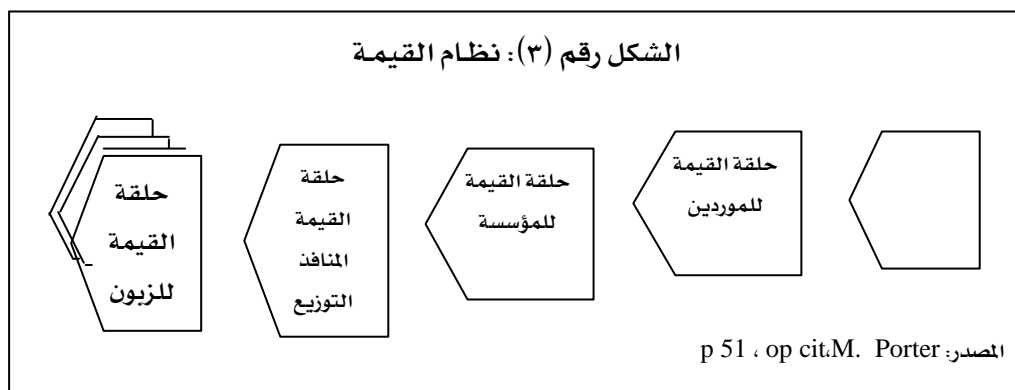 الشكل رقم (٣): نظام القيمة
حلقة القيمة
للموردين
حلقة القيمة
للمؤسسة
حلقة
القيمة
المنافذ
التوزيع
حلقة
القيمة
للزبون
المصدر: p 51 ، op cit،M. Porter